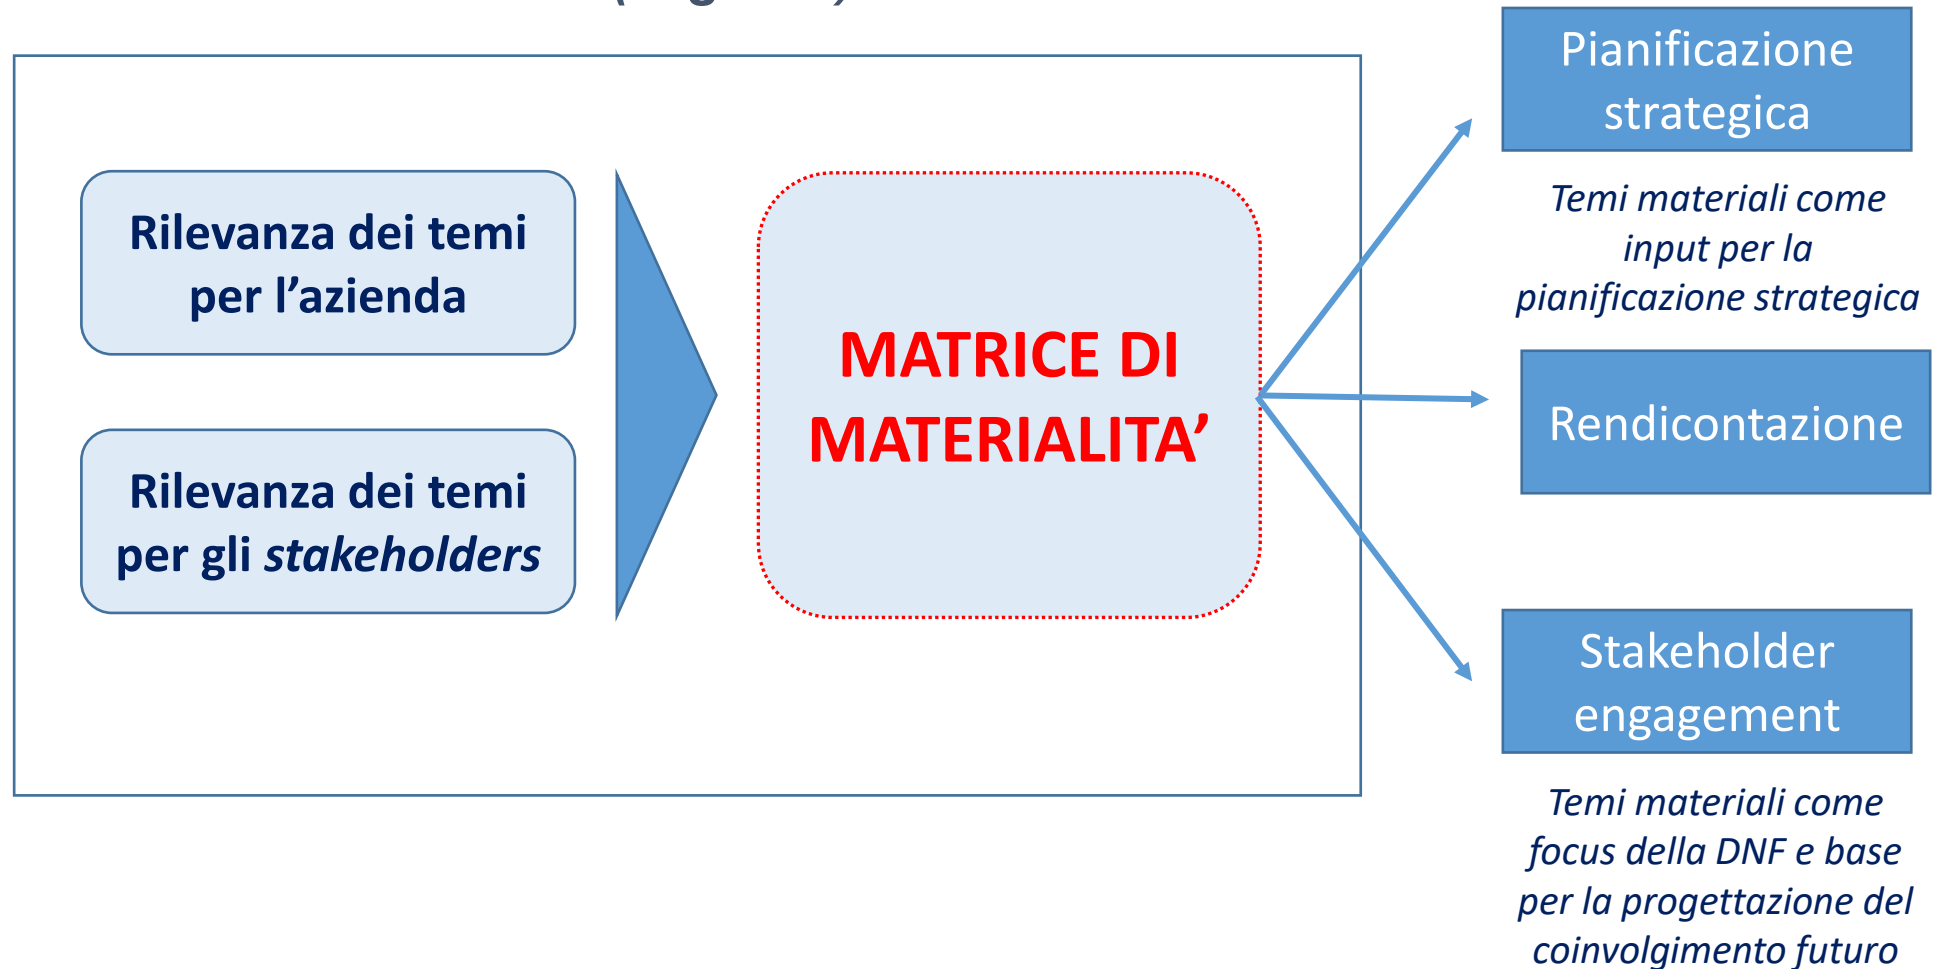 Rilevanza dei temi
per l’azienda
Rilevanza dei temi
per gli stakeholders
MATRICE DI
MATERIALITA’
Pianificazione
strategica
Temi materiali come
input per la
pianificazione strategica
Rendicontazione
Stakeholder
engagement
Temi materiali come
focus della DNF e base
per la progettazione del
coinvolgimento futuro